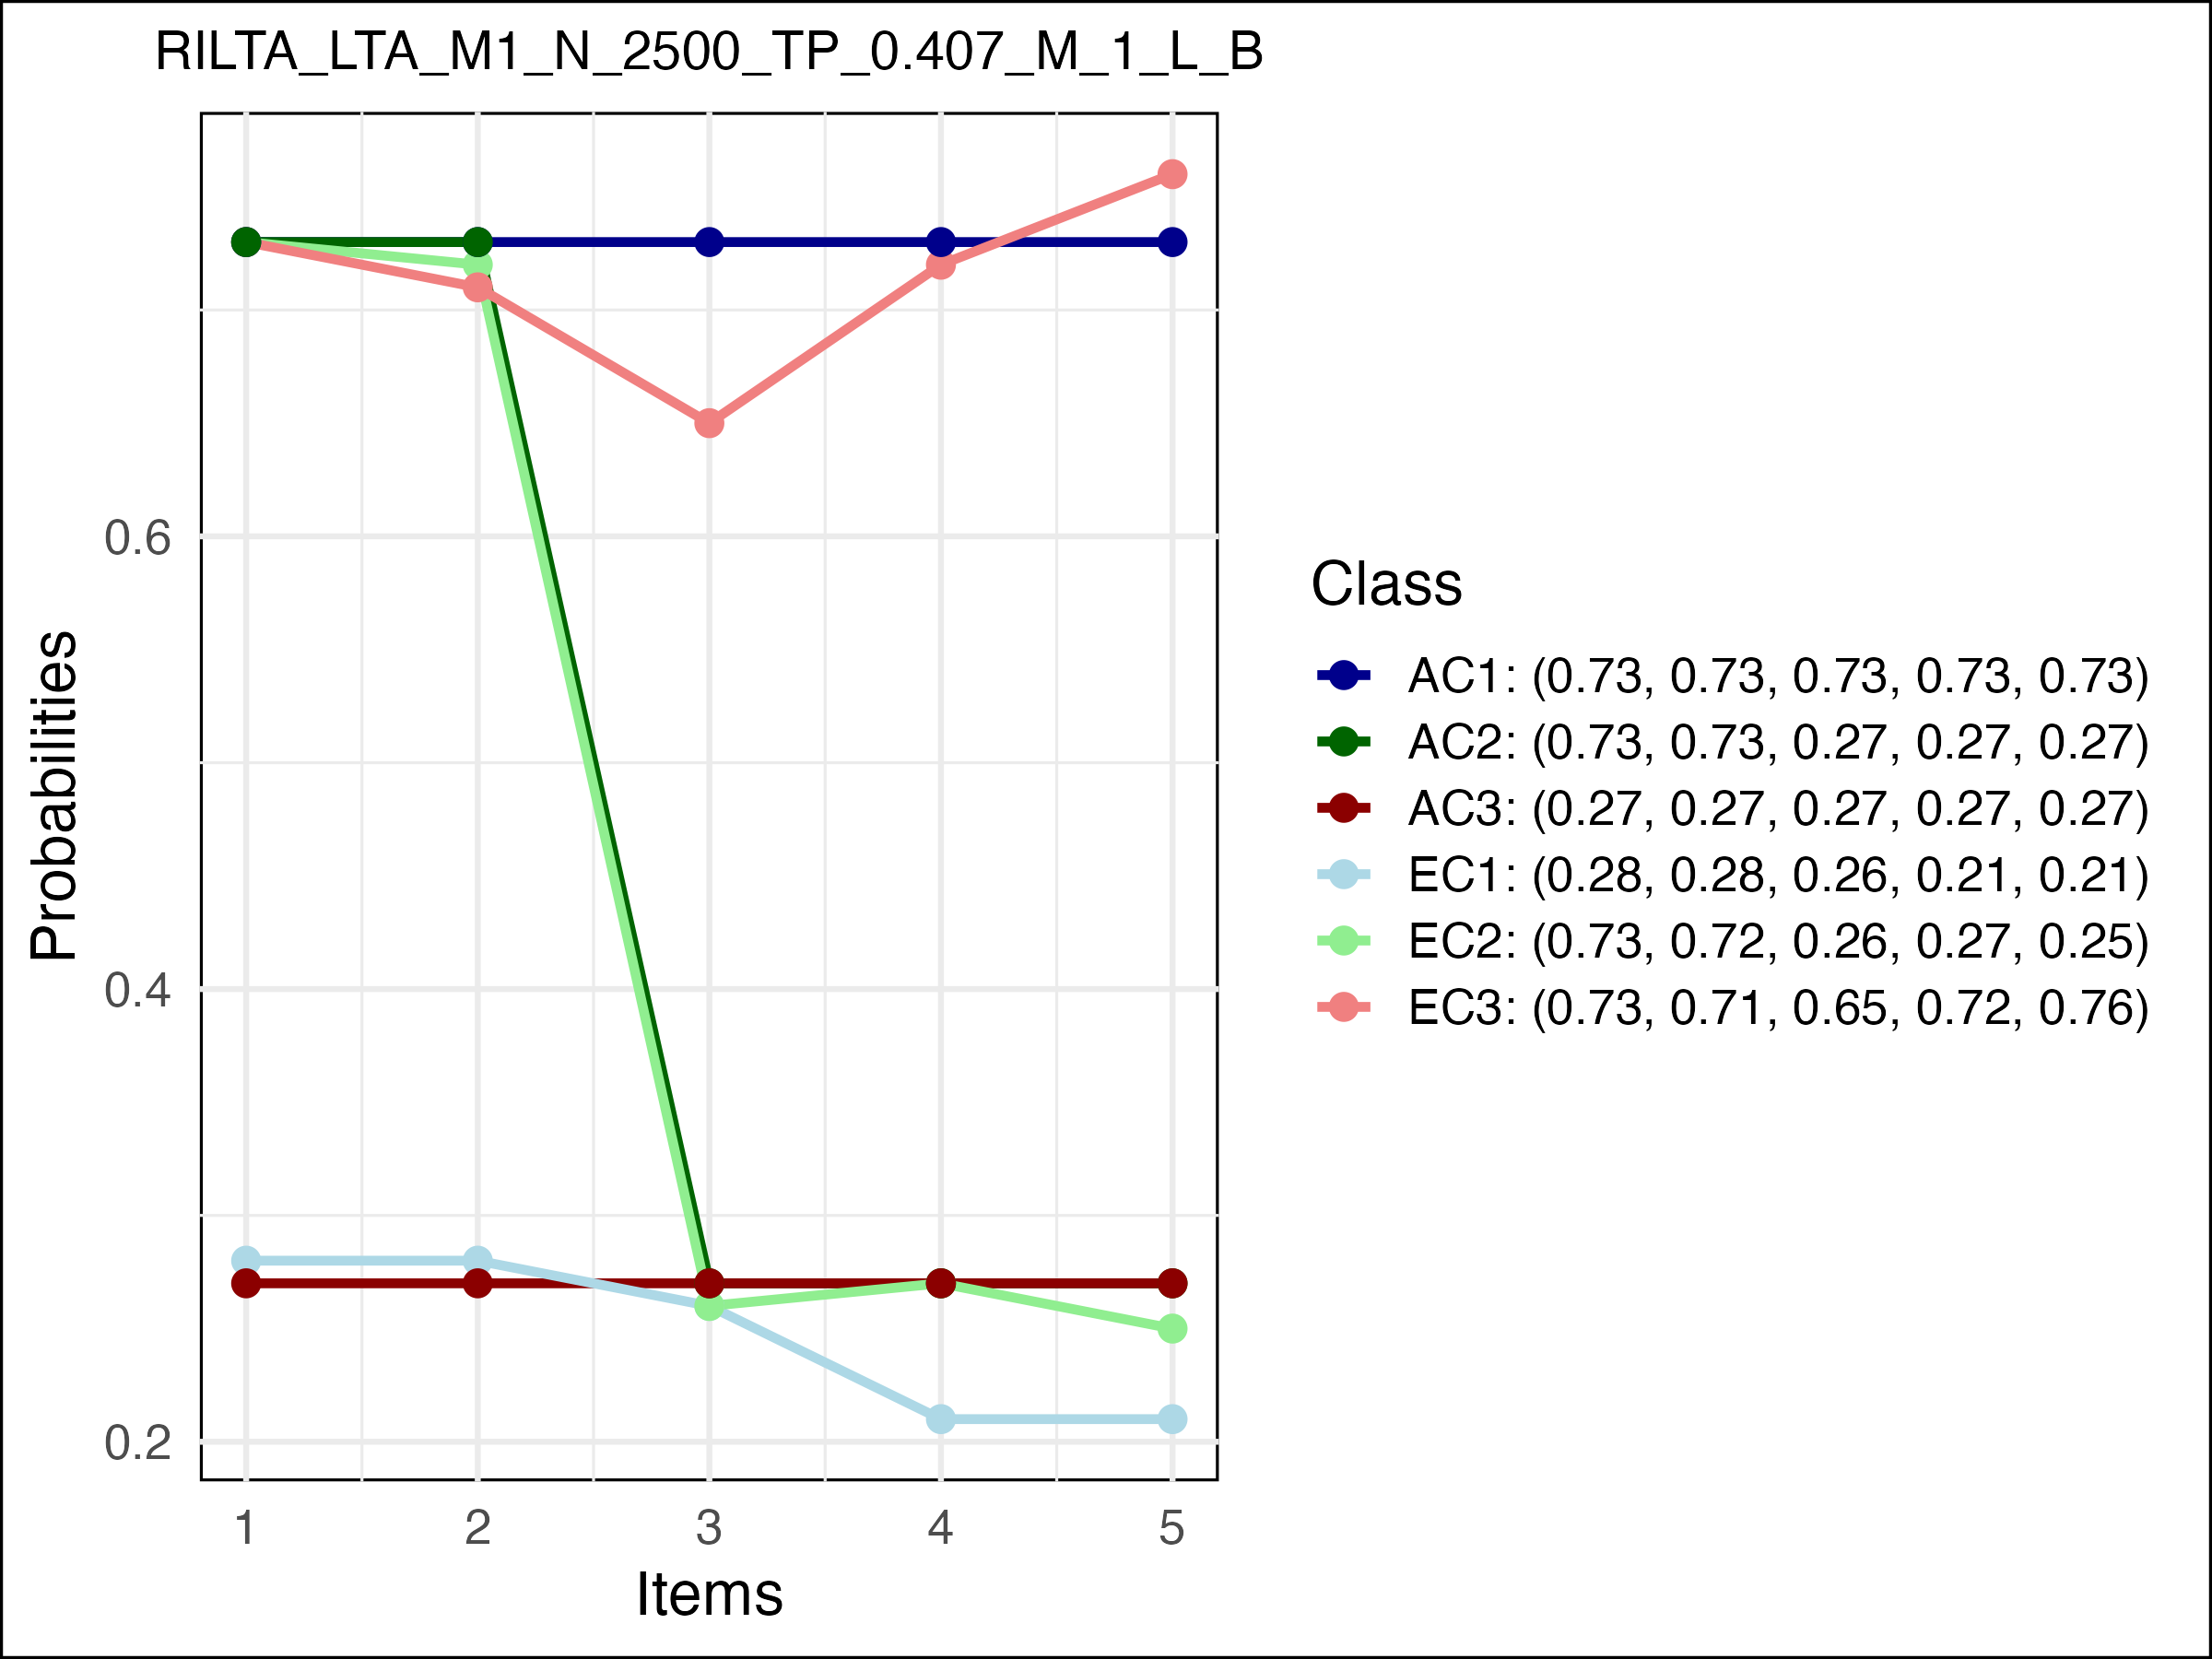 RILTA_LTA_M1_N_2500_TP_0.407_M_1_L_B
Probabilities
0.6
0.4
0.2
1 2 3 4 5
Items
Class
AC1: (0.73, 0.73, 0.73, 0.73, 0.73)
AC2: (0.73, 0.73, 0.27, 0.27, 0.27)
AC3: (0.27, 0.27, 0.27, 0.27, 0.27)
EC1: (0.28, 0.28, 0.26, 0.21, 0.21)
EC2: (0.73, 0.72, 0.26, 0.27, 0.25)
EC3: (0.73, 0.71, 0.65, 0.72, 0.76)